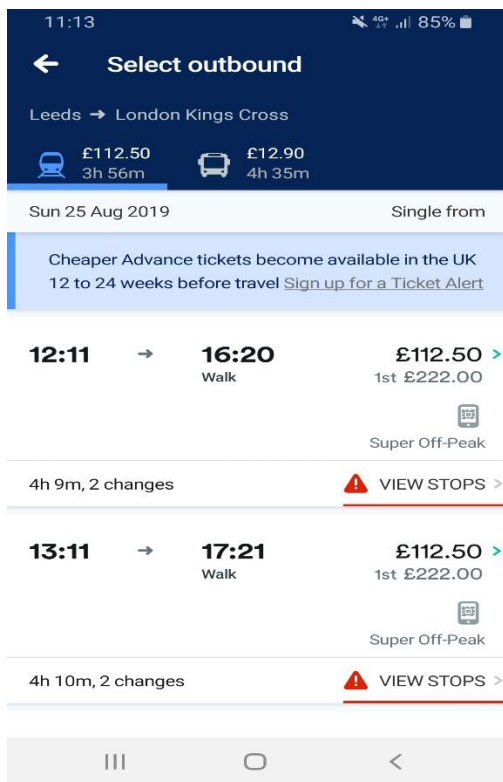 11:13 4G+ 85%
Select outbound
Leeds → London Kings Cross
£112.50 £12.90
3h 56m 4h 35m
Sun 25 Aug 2019 Single from
Cheaper Advance tickets become available in the UK
12 to 24 weeks before travel Sign up for a Ticket Alert
12:11 → 16:20 £112.50 >
Walk 1st £222.00
Super Off-Peak
4h 9m, 2 changes VIEW STOPS >
13:11 → 17:21 £112.50 >
Walk 1st £222.00
Super Off-Peak
4h 10m, 2 changes VIEW STOPS >